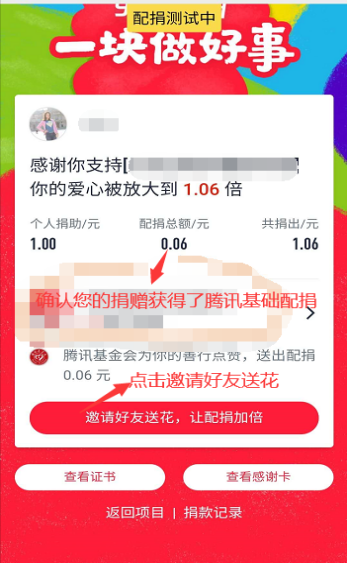 配捐测试中
一块做好事
感谢你支持[
你的爱心被放大到 1.06 倍
个人捐助/元 配捐总额/元 共捐出/元
1.00 0.06 1.06
确认您的捐赠获得了腾讯基础配捐
腾讯基金会为你的善行点赞，送出配捐
0.06 元
点击邀请好友送花
邀请好友送花，让配捐加倍
查看证书 查看感谢卡
返回项目 | 捐款记录